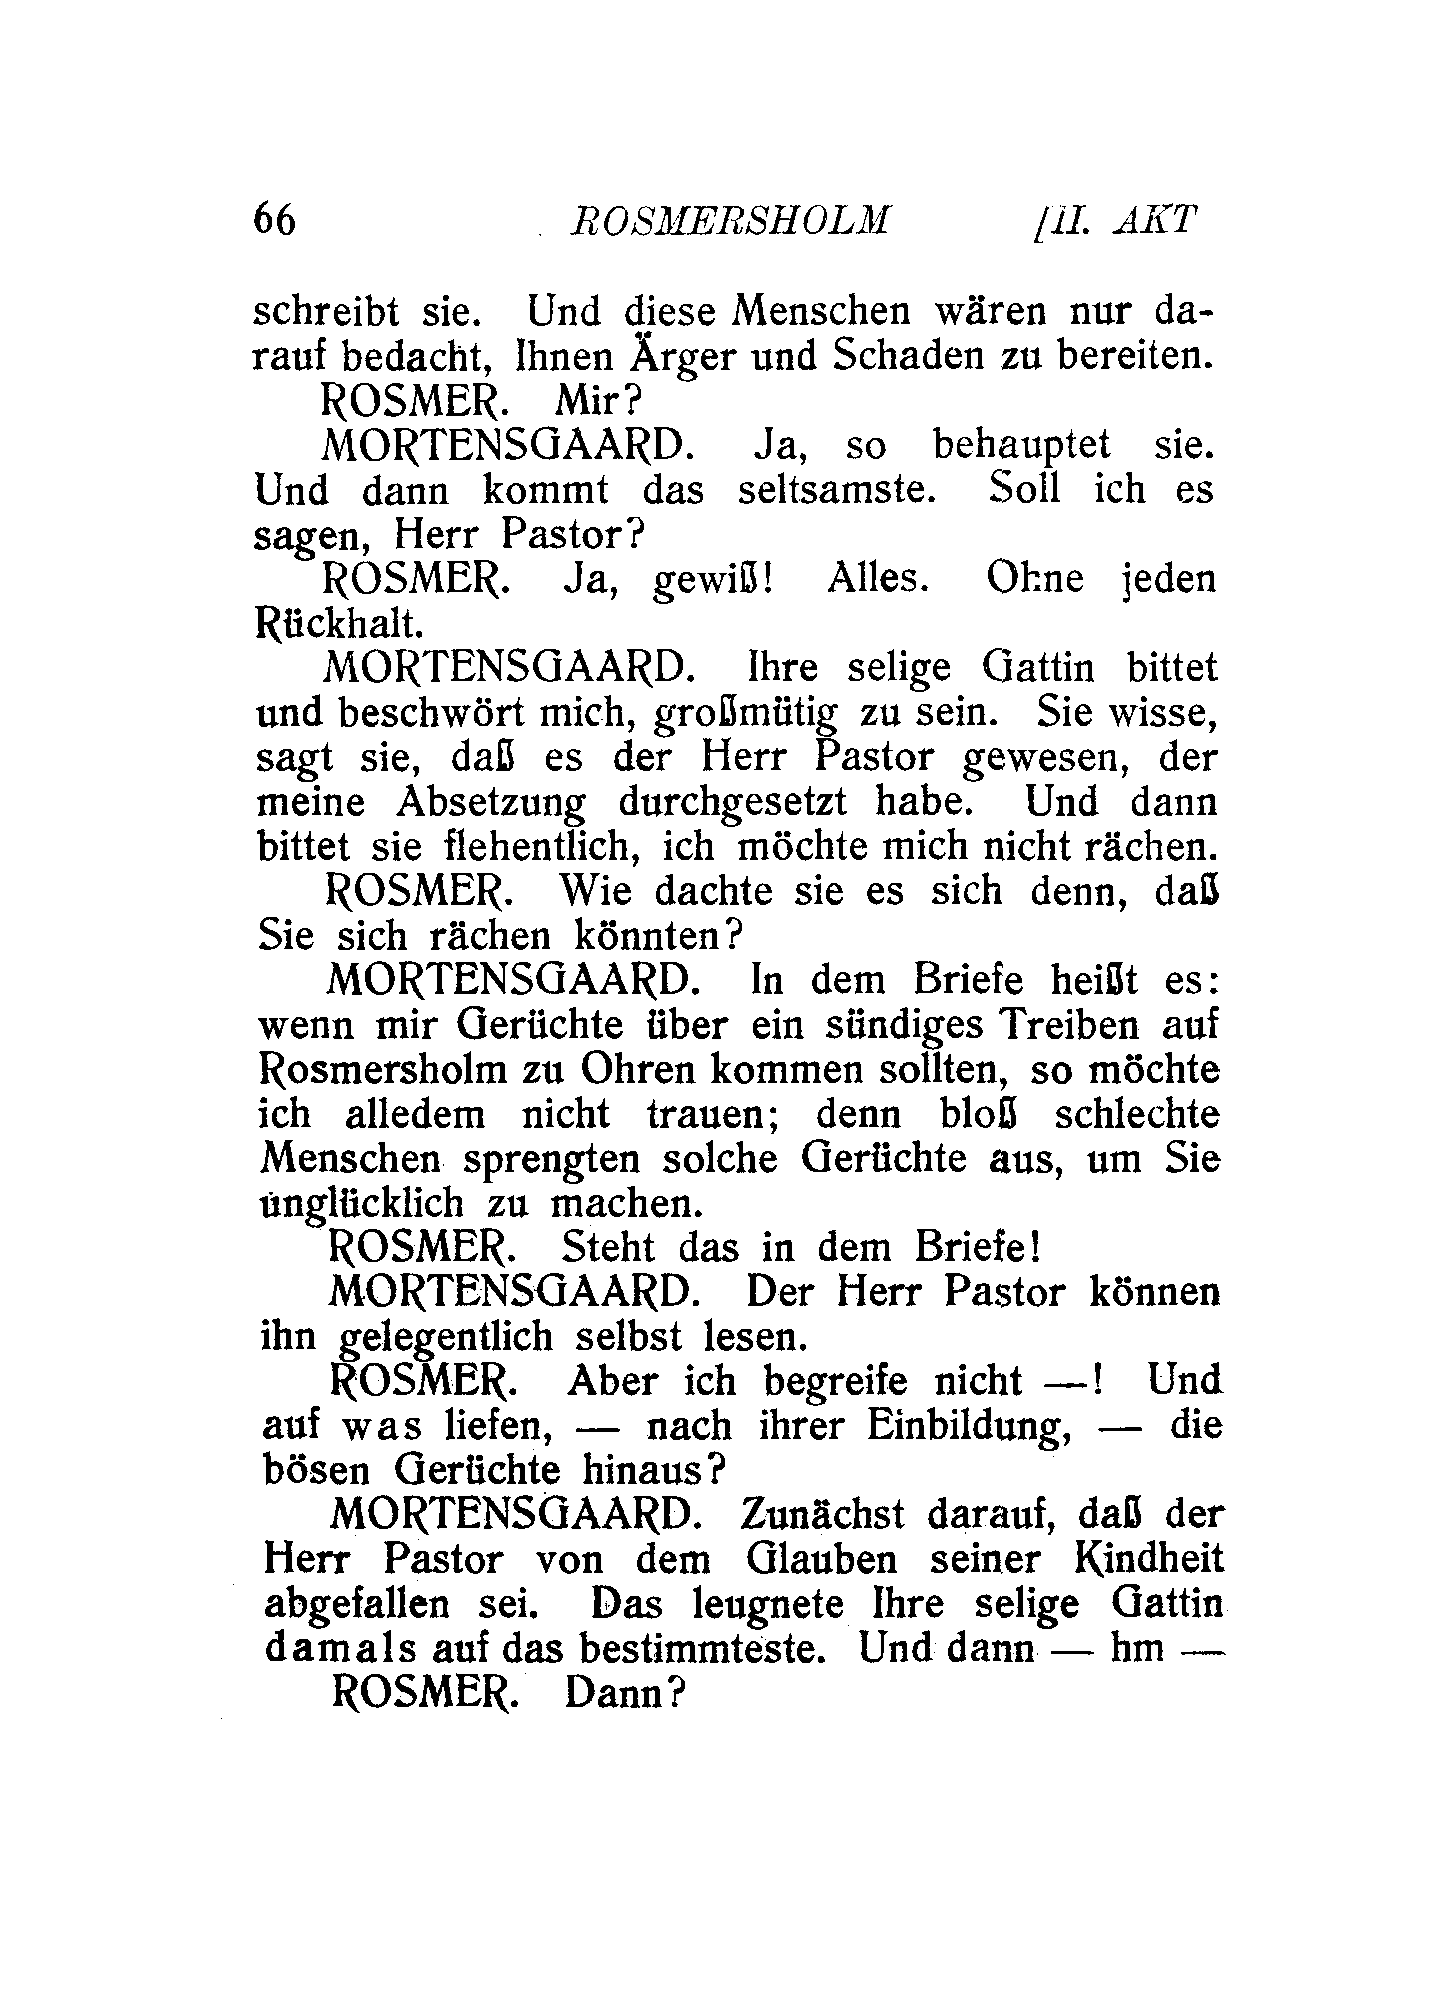 66 ROSMERSHOLM [II. AKT
schreibt sie. Und diese Menschen wären nur da-
rauf bedacht, Ihnen Ärger und Schaden zu bereiten.
ROSMER. Mir?
MORTENSGAARD. Ja, so behauptet sie.
Und dann kommt das seltsamste. Soll ich es
sagen, Herr Pastor?
ROSMER. Ja, gewiß! Alles. Ohne jeden
Rückhalt.
MORTENSGAARD. Ihre selige Gattin bittet
und beschwört mich, großmütig zu sein. Sie wisse,
sagt sie, daß es der Herr Pastor gewesen, der
meine Absetzung durchgesetzt habe. Und dann
bittet sie flehentlich, ich möchte mich nicht rächen.
ROSMER. Wie dachte sie es sich denn, daß
Sie sich rächen könnten?
MORTENSGAARD. In dem Briefe heißt es:
wenn mir Gerüchte über ein sündiges Treiben auf
Rosmersholm zu Ohren kommen sollten, so möchte
ich alledem nicht trauen; denn bloß schlechte
Menschen sprengten solche Gerüchte aus, um Sie
unglücklich zu machen.
ROSMER. Steht das in dem Briefe!
MORTENSGAARD. Der Herr Pastor können
ihn gelegentlich selbst lesen.
ROSMER. Aber ich begreife nicht —! Und
auf was liefen, — nach ihrer Einbildung, — die
bösen Gerüchte hinaus?
MORTENSGAARD. Zunächst darauf, daß der
Herr Pastor von dem Glauben seiner Kindheit
abgefallen sei. Das leugnete Ihre selige Gattin
damals auf das bestimmteste. Und dann — hm —
ROSMER. Dann?